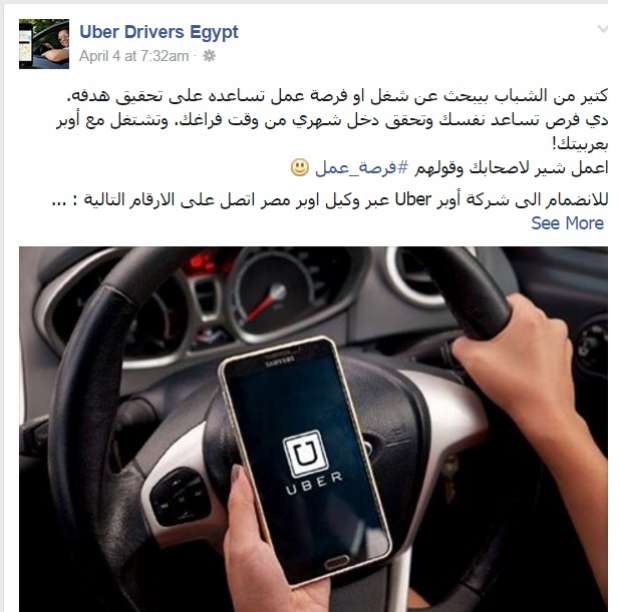 Uber Drivers Egypt
April 4 at 7:32am ·
كتير من الشباب بيبحث عن شغل او فرصة عمل تساعده على تحقيق هدفه.
دي فرص تساعد نفسك وتحقق دخل شهري من وقت فراغك. وتشتغل مع أوبر
بعربيتك!
اعمل شير لاصحابك وقولهم #فرصة_عمل
للانضمام الى شركة أوبر Uber عبر وكيل اوبر مصر اتصل على الارقام التالية : ...
See More
SAMSUNG
UBER